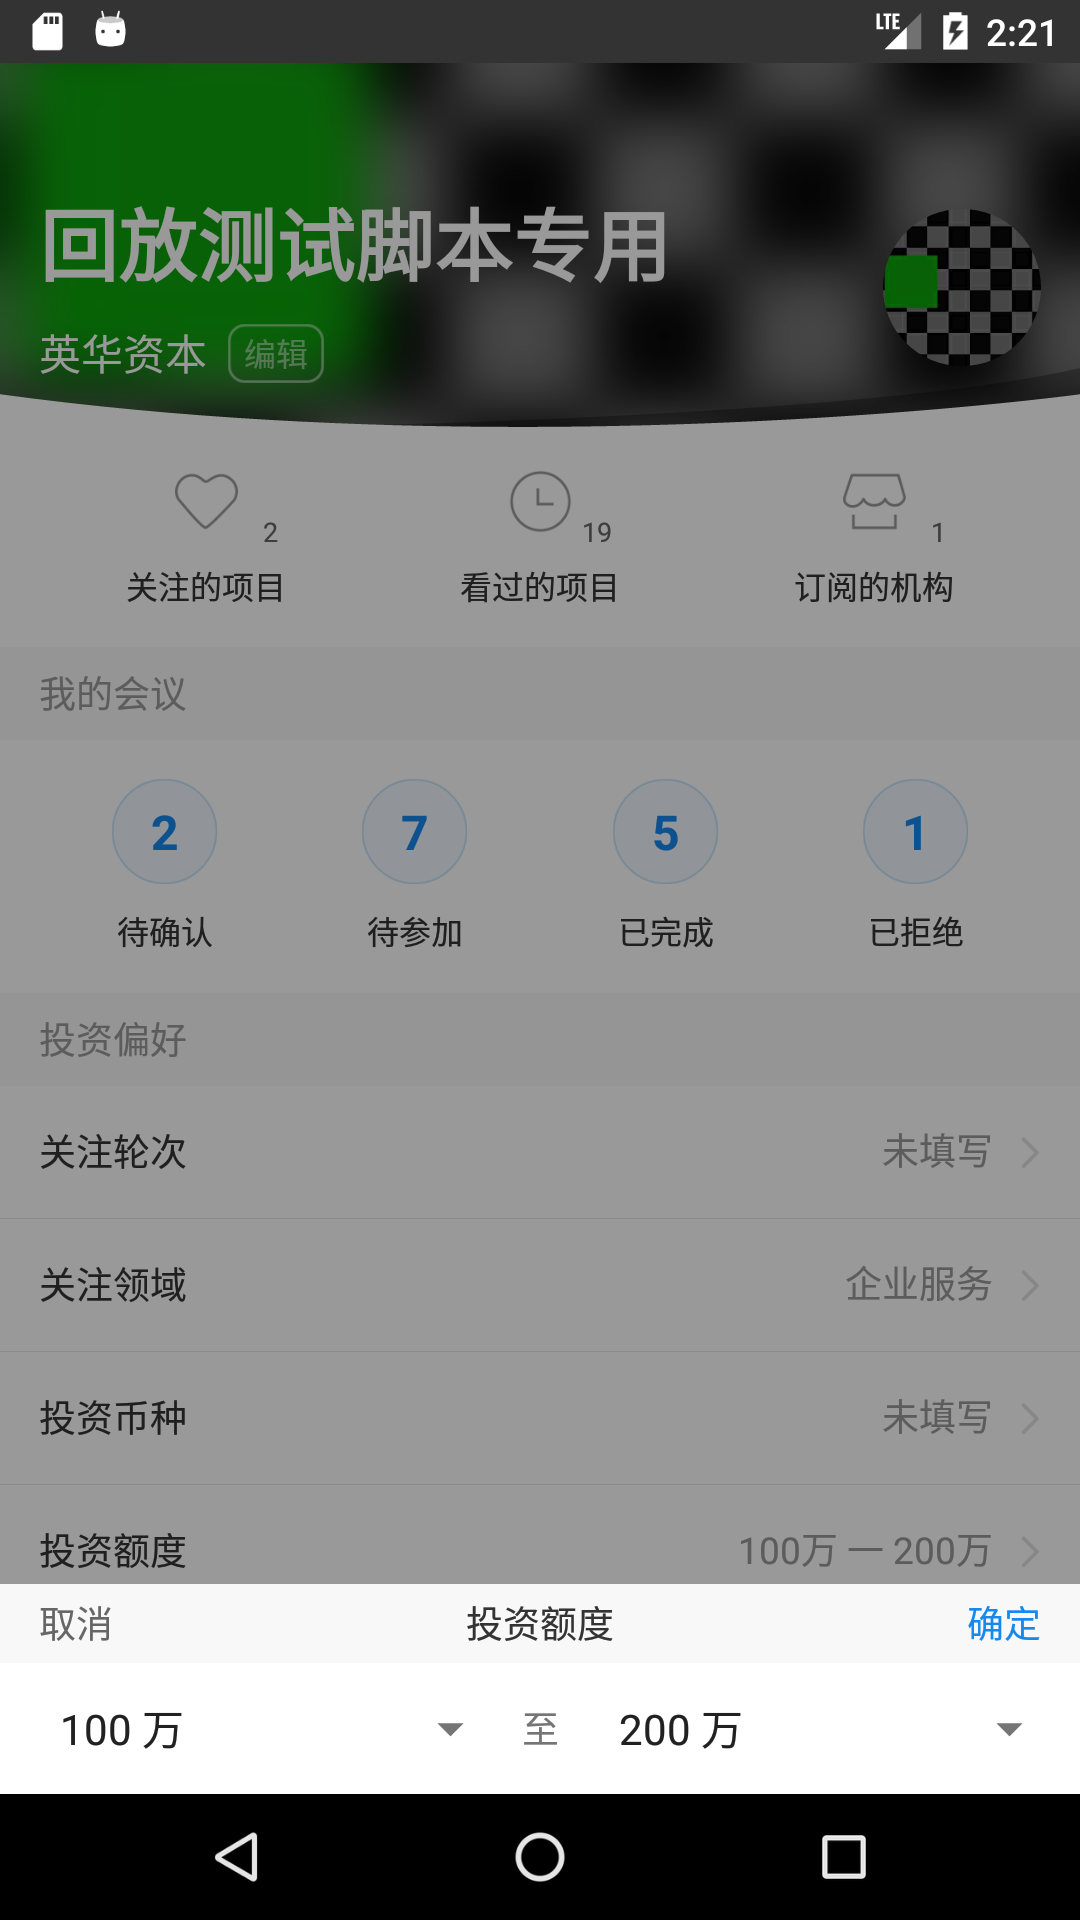 LTE 2:21
回放测试脚本专用
英华资本 编辑
2 19 1
关注的项目 看过的项目 订阅的机构
我的会议
2 7 5 1
待确认 待参加 已完成 已拒绝
投资偏好
关注轮次 未填写
关注领域 企业服务
投资币种 未填写
投资额度 100万 一 200万
取消 投资额度 确定
100 万 至 200 万